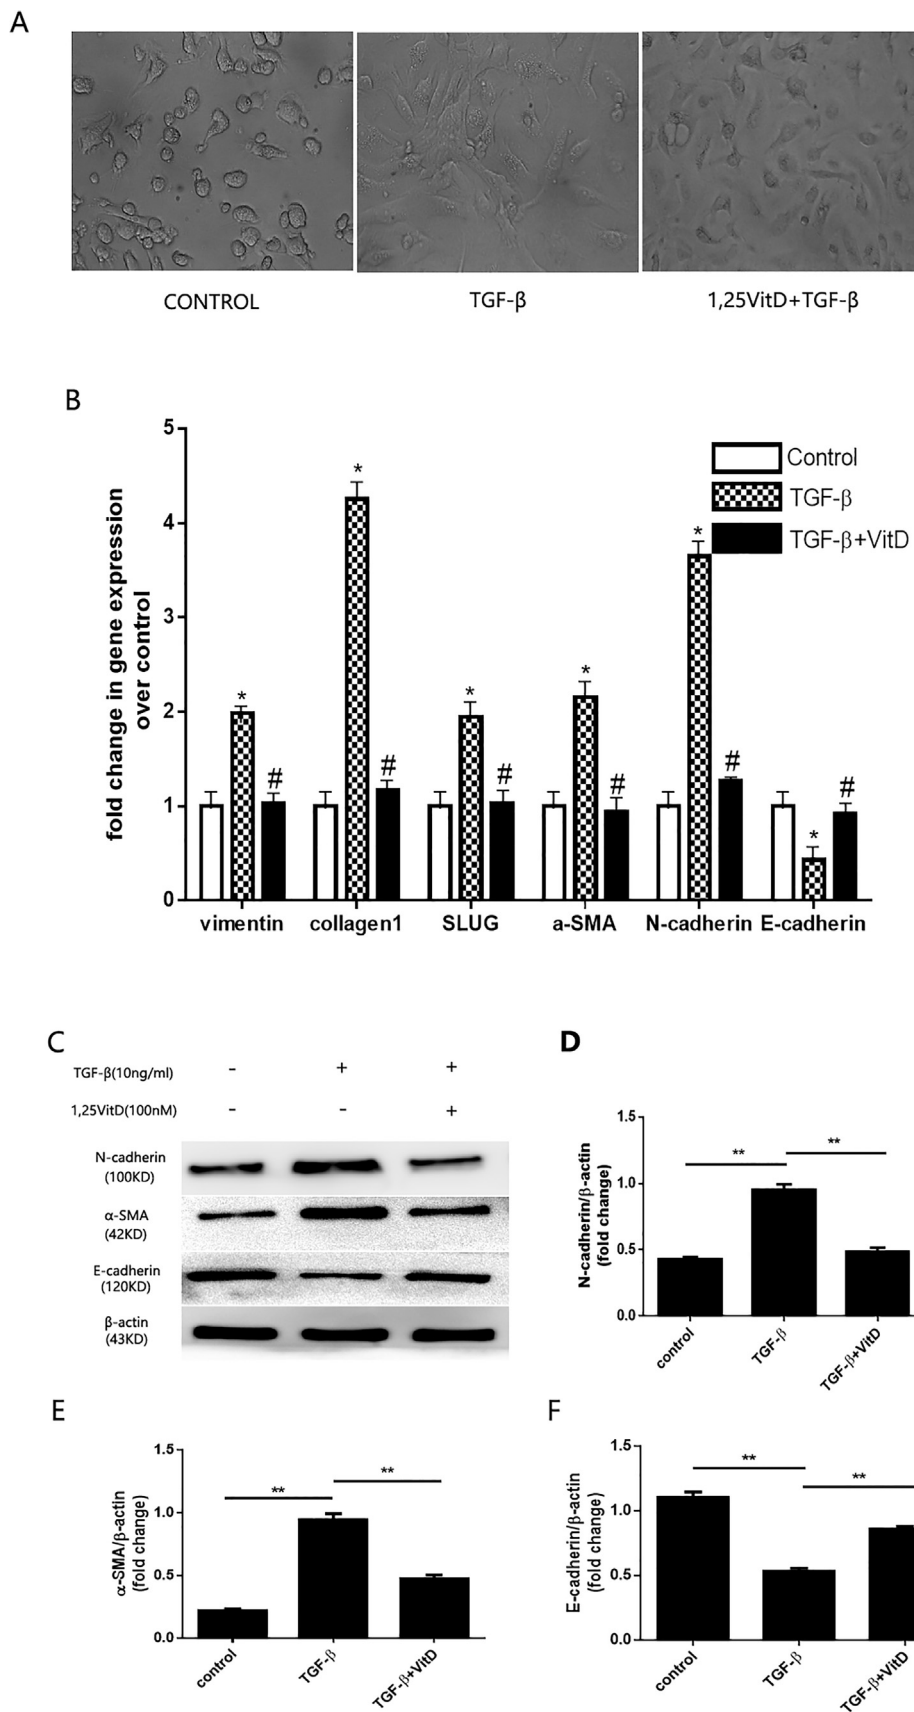 A
CONTROL
TGF-β
1,25VitD+TGF-β
B
fold change in gene expression
over control
5
4
3
2
1
0
Control
TGF-β
TGF-β+VitD
*
#
*
#
*
#
*
#
*
#
*
#
vimentin
collagen1
SLUG
a-SMA
N-cadherin
E-cadherin
C
TGF-β(10ng/ml) - + +
1,25VitD(100nM) - - +
N-cadherin
(100KD)
α-SMA
(42KD)
E-cadherin
(120KD)
β-actin
(43KD)
D
N-cadherin/β-actin
(fold change)
1.5
1.0
0.5
0.0
**
**
control
TGF-β
TGF-β+VitD
E
α-SMA/β-actin
(fold change)
1.5
1.0
0.5
0.0
**
**
control
TGF-β
TGF-β+VitD
F
E-cadherin/β-actin
(fold change)
1.5
1.0
0.5
0.0
**
**
control
TGF-β
TGF-β+VitD